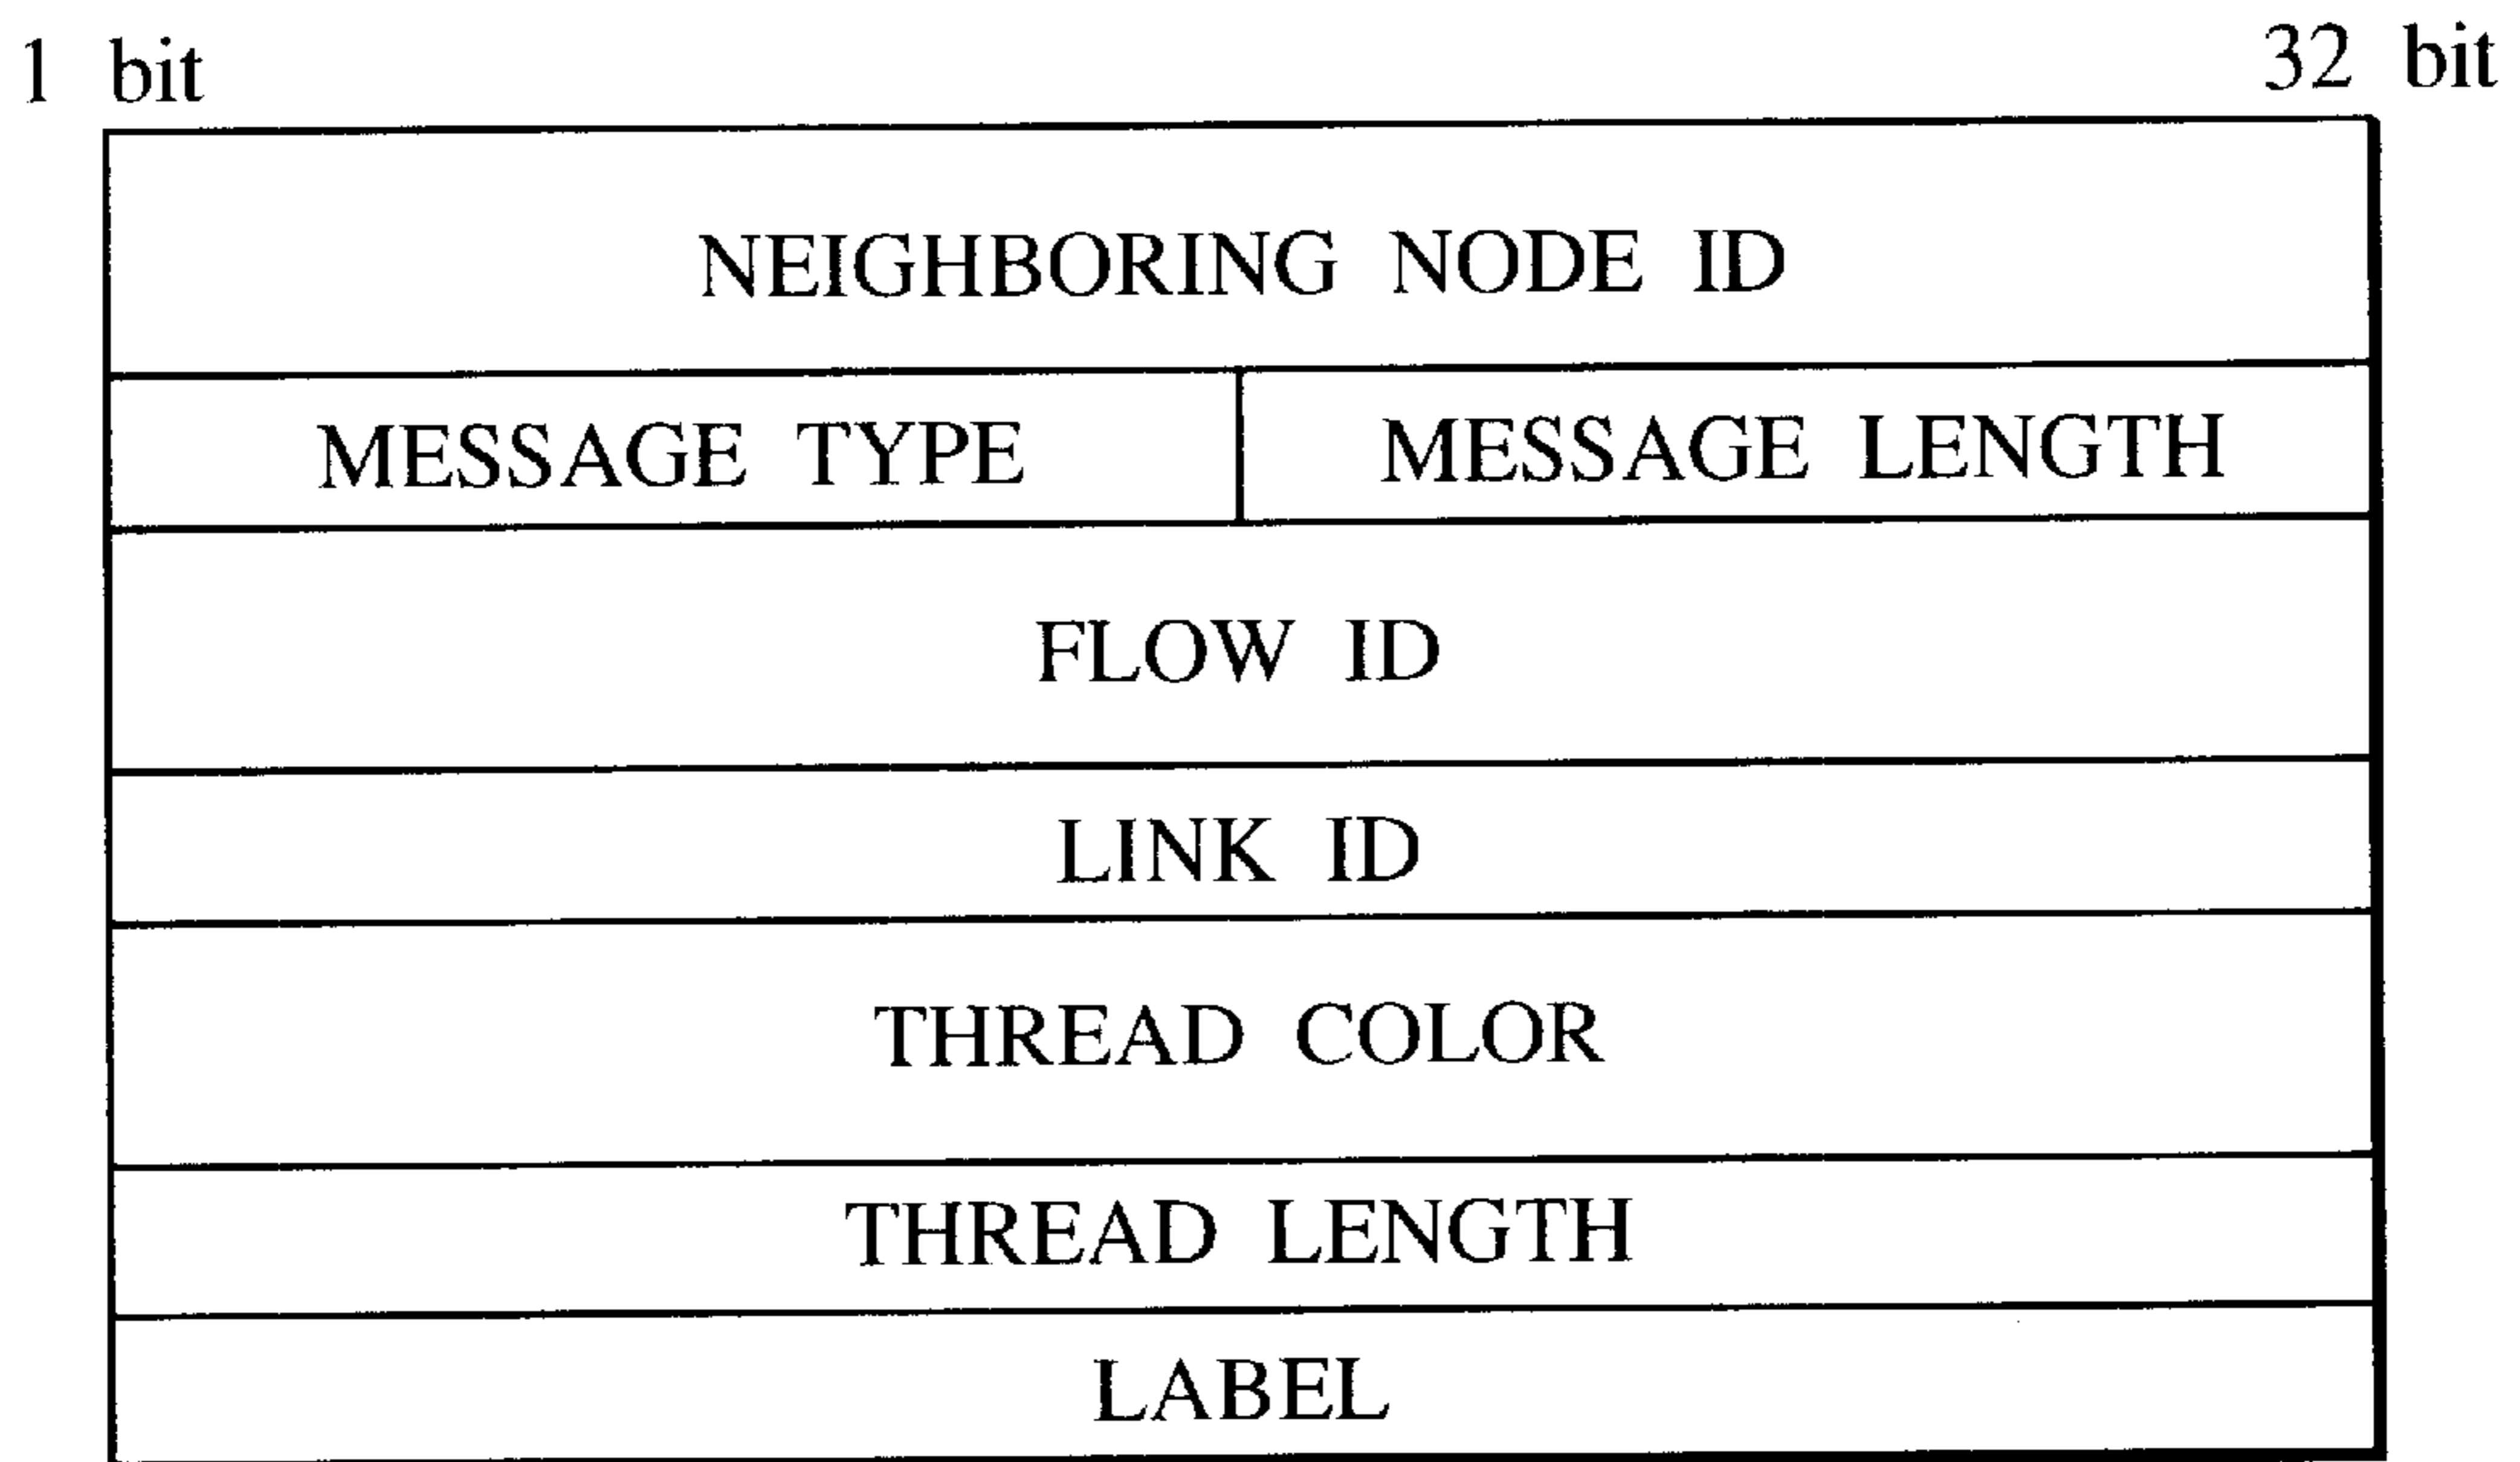 1 bit 32 bit
NEIGHBORING NODE ID
MESSAGE TYPE MESSAGE LENGTH
FLOW ID
LINK ID
THREAD COLOR
THREAD LENGTH
LABEL